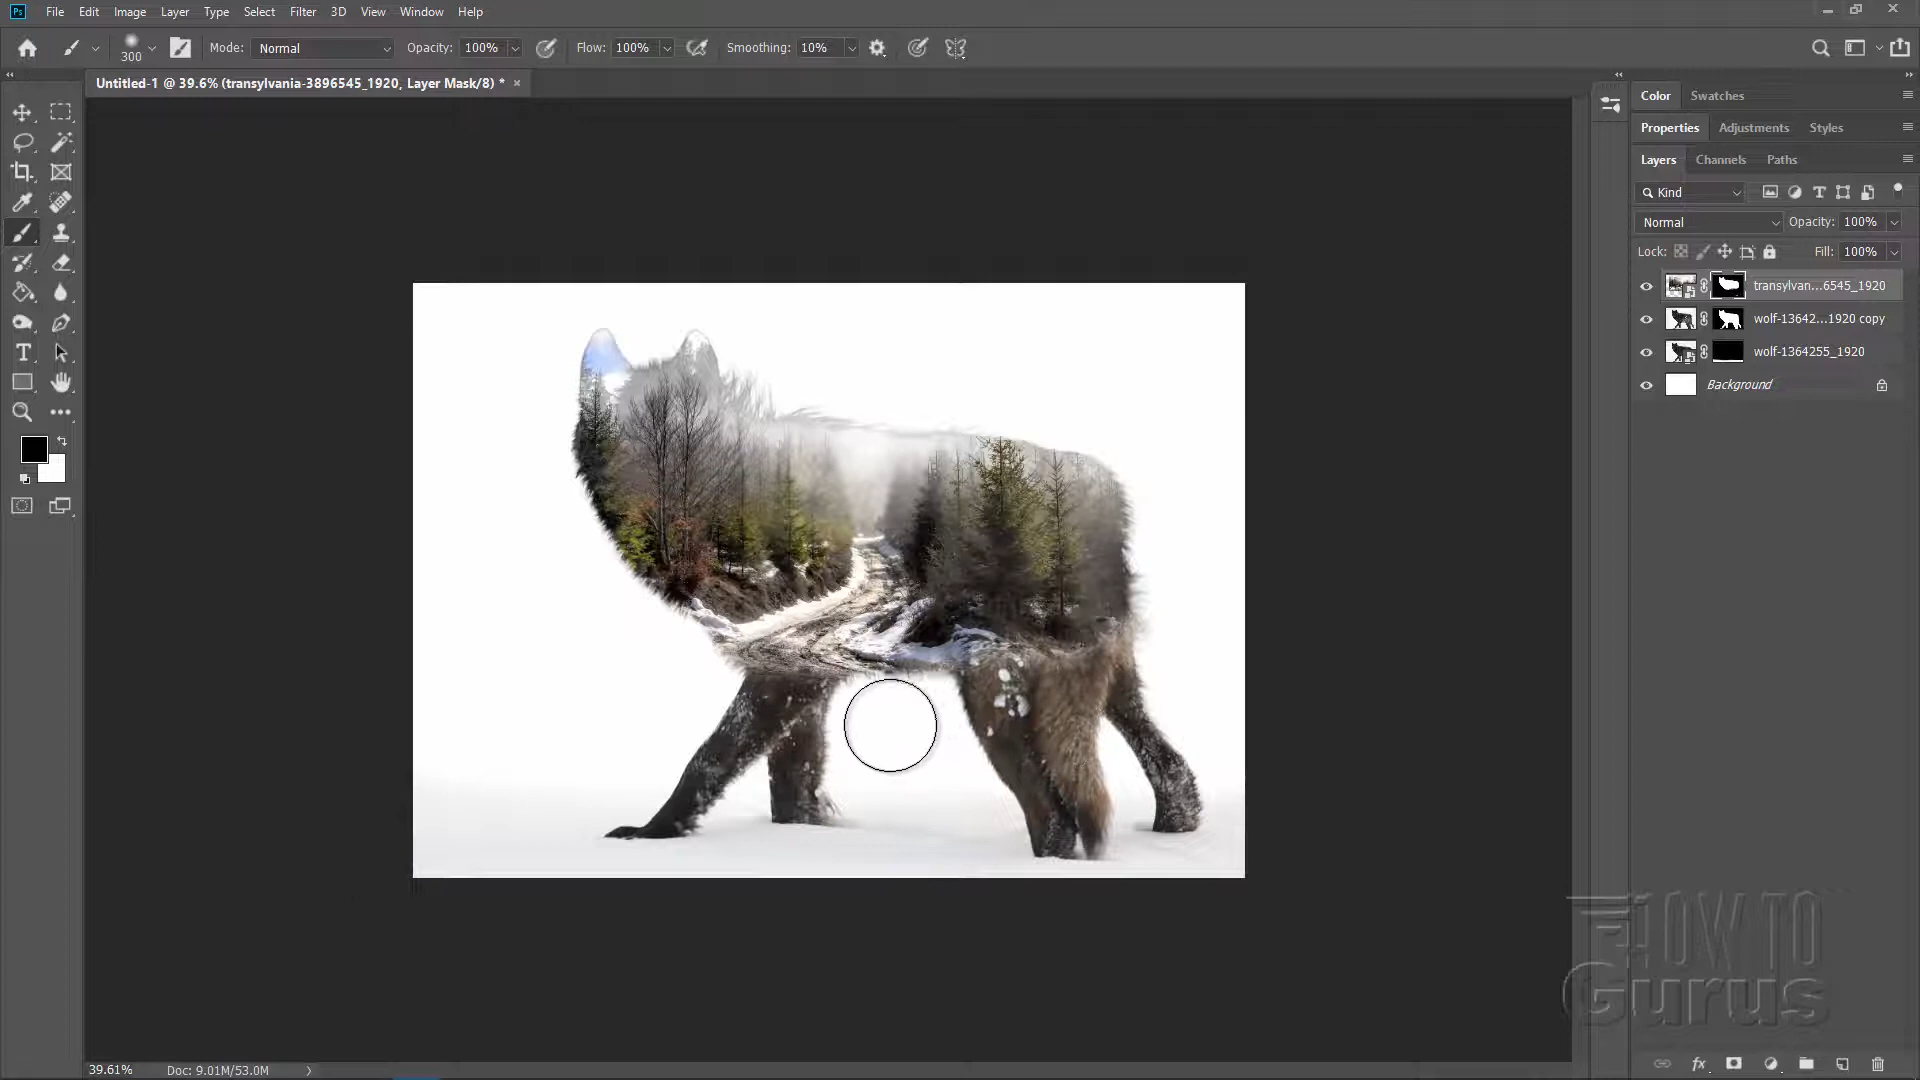 Ps File Edit Image Layer Type Select Filter 3D View Window Help
300 Mode: Normal Opacity: 100% Flow: 100% Smoothing: 10%
Untitled-1 @ 39.6% (transylvania-3896545_1920, Layer Mask/8) * ×
Color Swatches
Properties Adjustments Styles
Layers Channels Paths
Kind
Normal Opacity: 100%
Lock: Fill: 100%
transylvan...6545_1920
wolf-13642...1920 copy
wolf-1364255_1920
Background
HOW TO
Gurus
39.61% Doc: 9.01M/53.0M